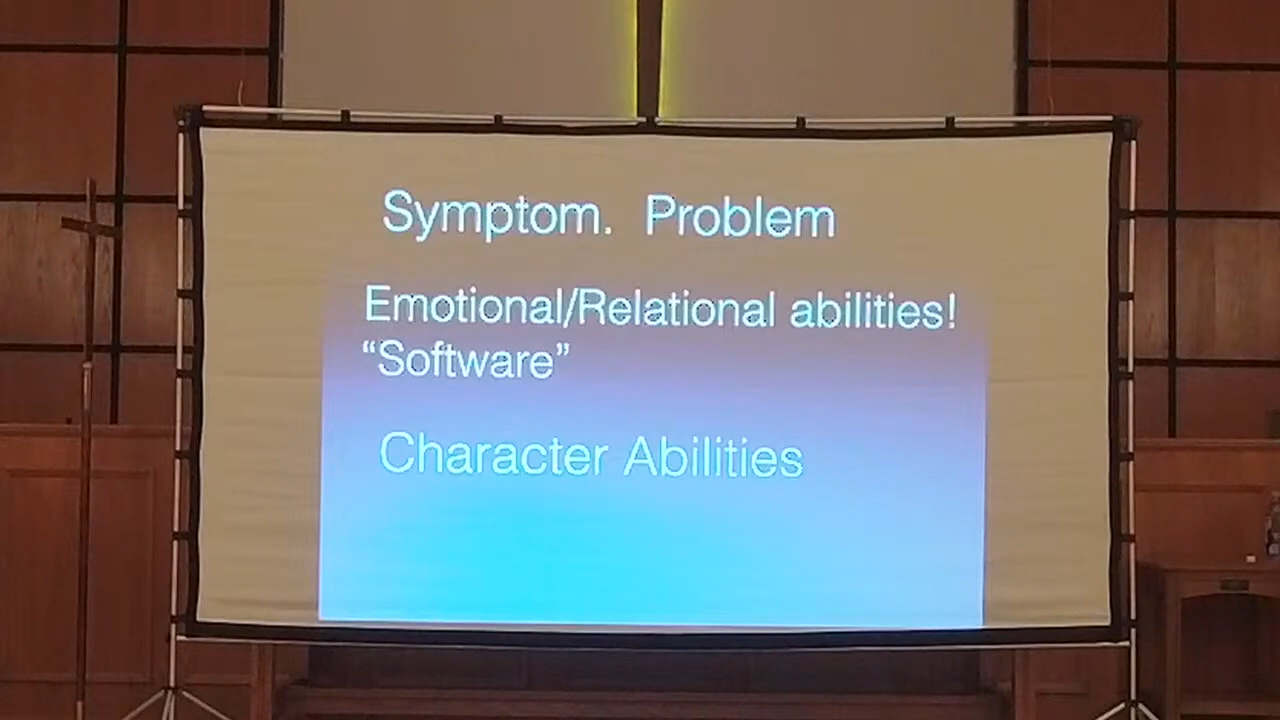 Symptom. Problem
Emotional/Relational abilities!
“Software”
Character Abilities